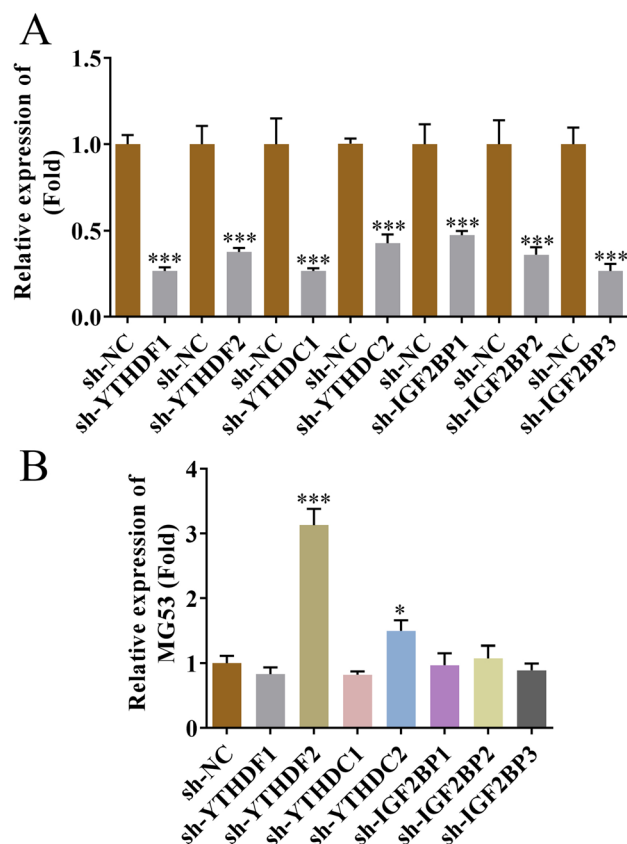 A
Relative expression of
(Fold)
1.5
1.0
0.5
0.0
***
***
***
***
***
***
***
sh-NC
sh-YTHDF1
sh-NC
sh-YTHDF2
sh-NC
sh-YTHDC1
sh-NC
sh-YTHDC2
sh-NC
sh-IGF2BP1
sh-NC
sh-IGF2BP2
sh-NC
sh-IGF2BP3
B
Relative expression of
MG53 (Fold)
4
3
2
1
0
***
*
sh-NC
sh-YTHDF1
sh-YTHDF2
sh-YTHDC1
sh-YTHDC2
sh-IGF2BP1
sh-IGF2BP2
sh-IGF2BP3